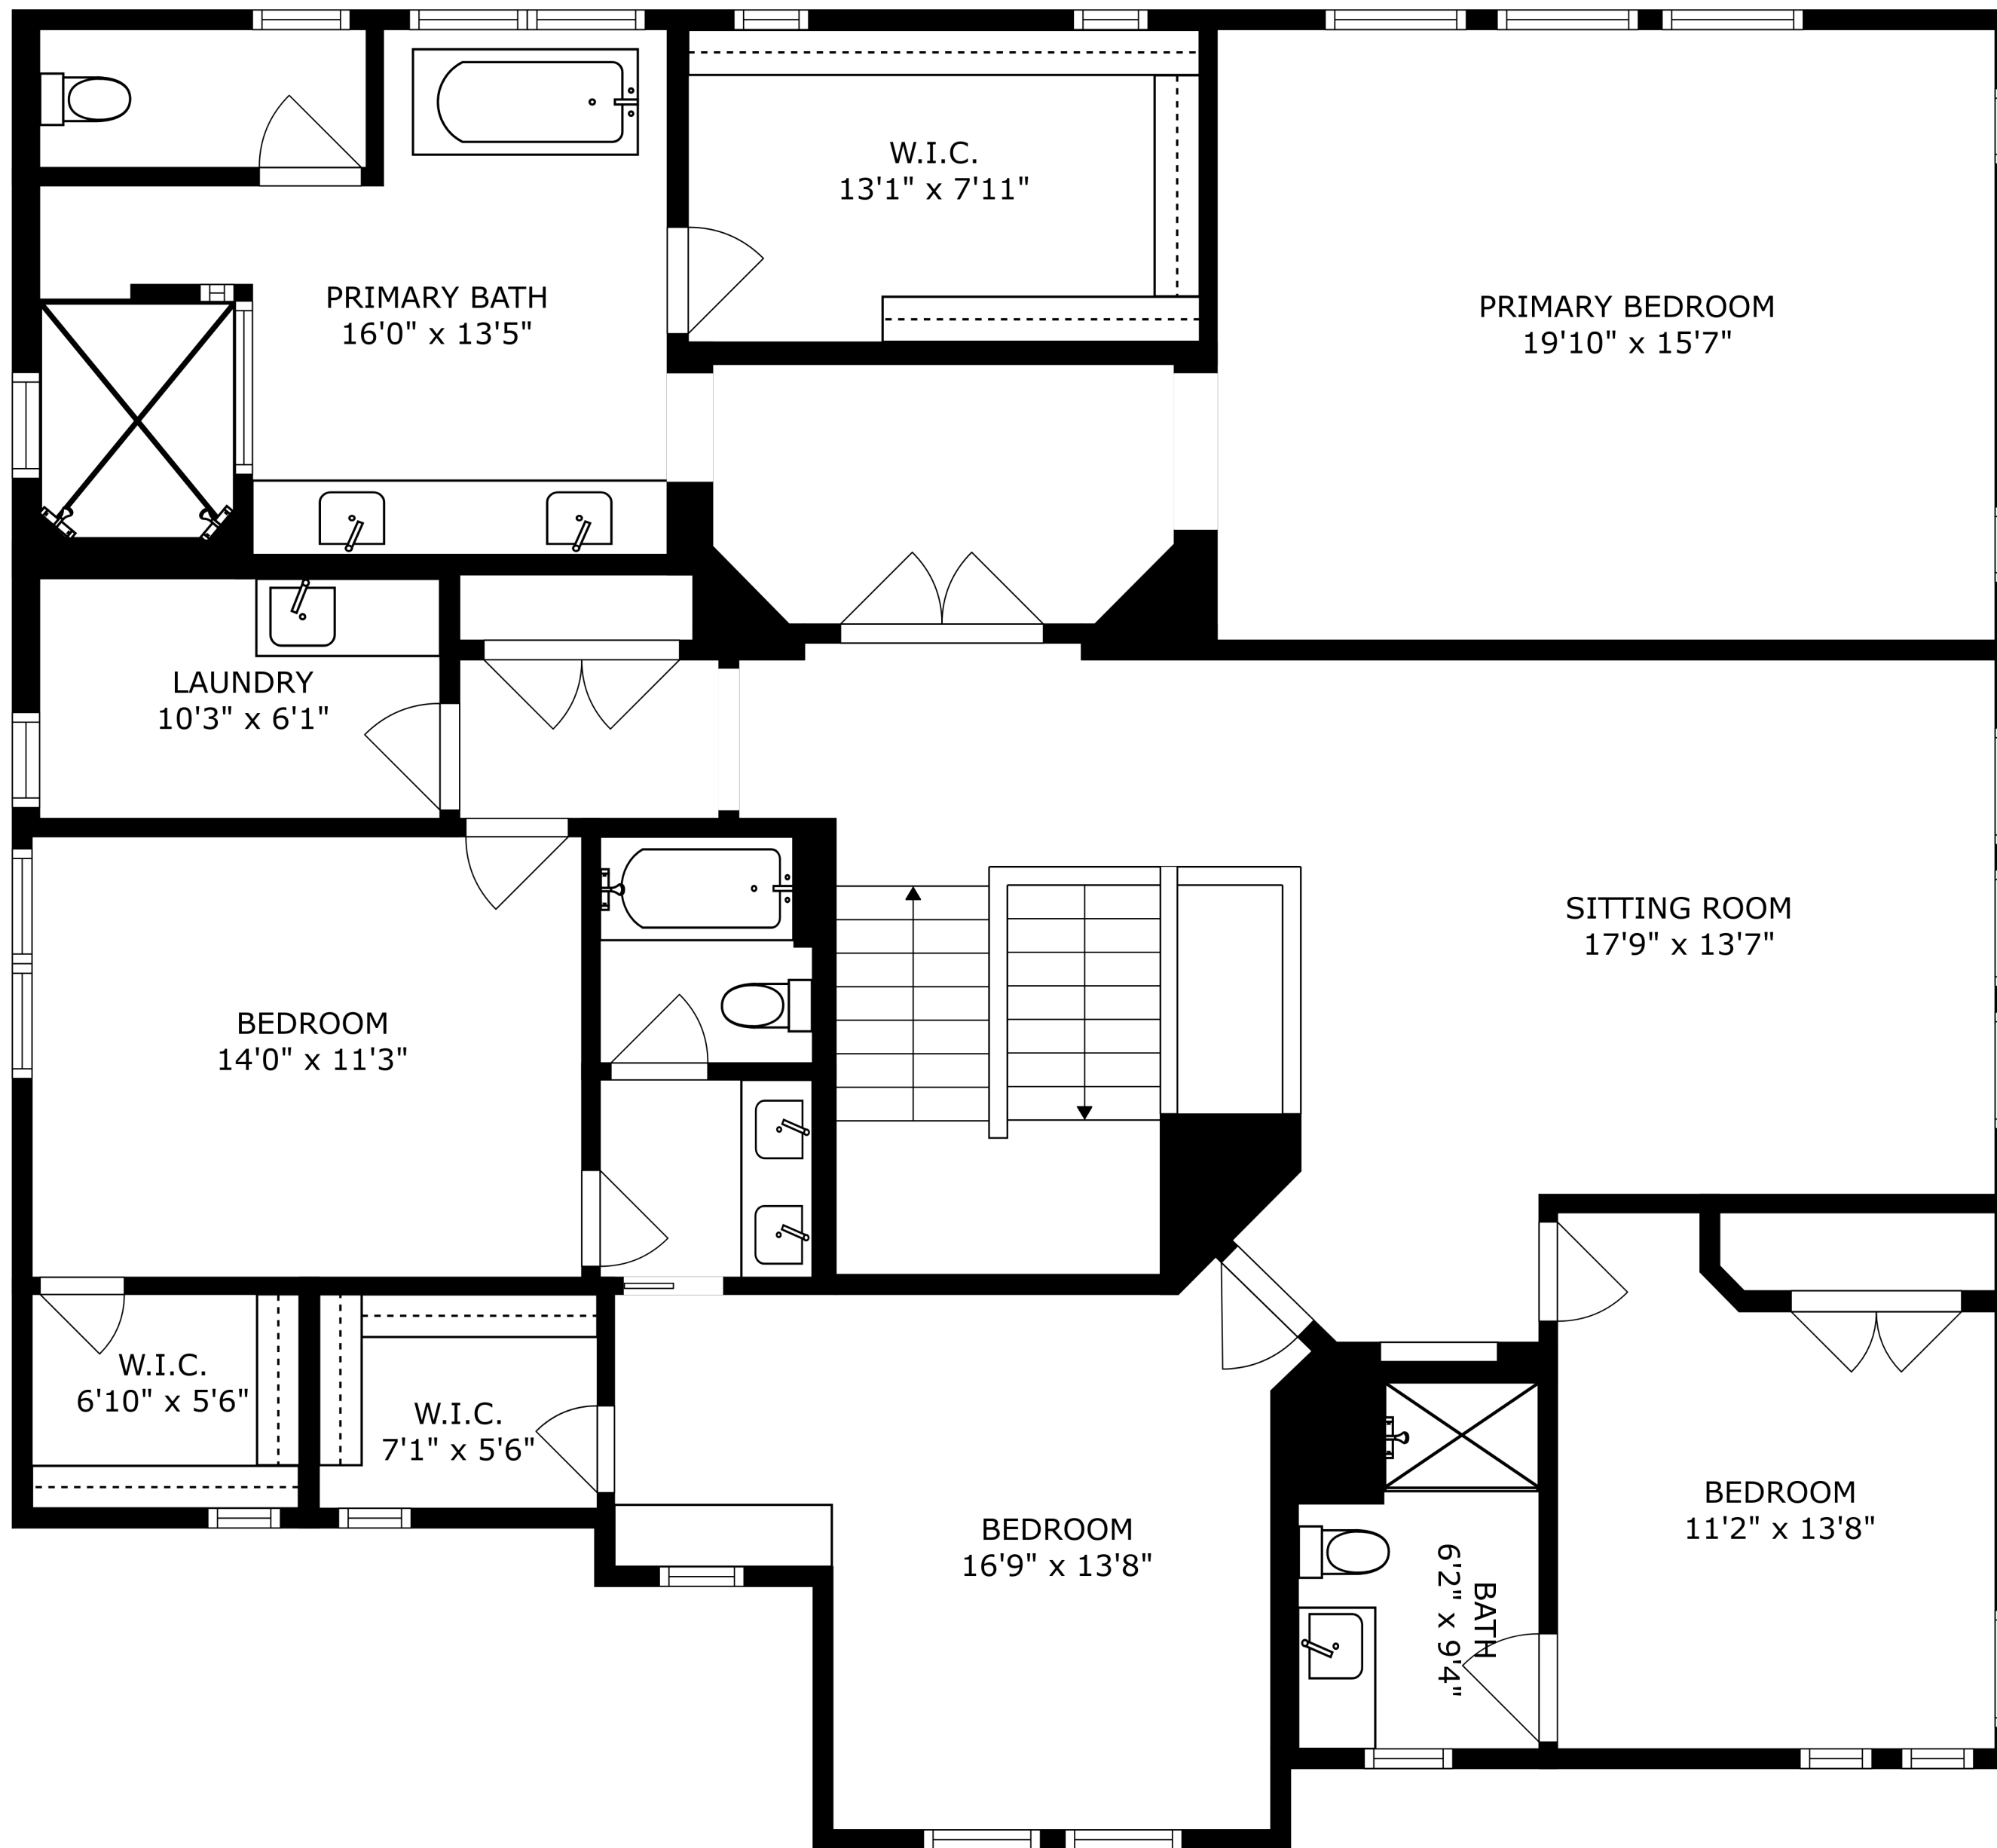 W.I.C.
13'1" x 7'11"
PRIMARY BATH
16'0" x 13'5"
PRIMARY BEDROOM
19'10" x 15'7"
LAUNDRY
10'3" x 6'1"
SITTING ROOM
17'9" x 13'7"
BEDROOM
14'0" x 11'3"
W.I.C.
6'10" x 5'6"
W.I.C.
7'1" x 5'6"
BEDROOM
16'9" x 13'8"
BATH
6'2" x 9'4"
BEDROOM
11'2" x 13'8"